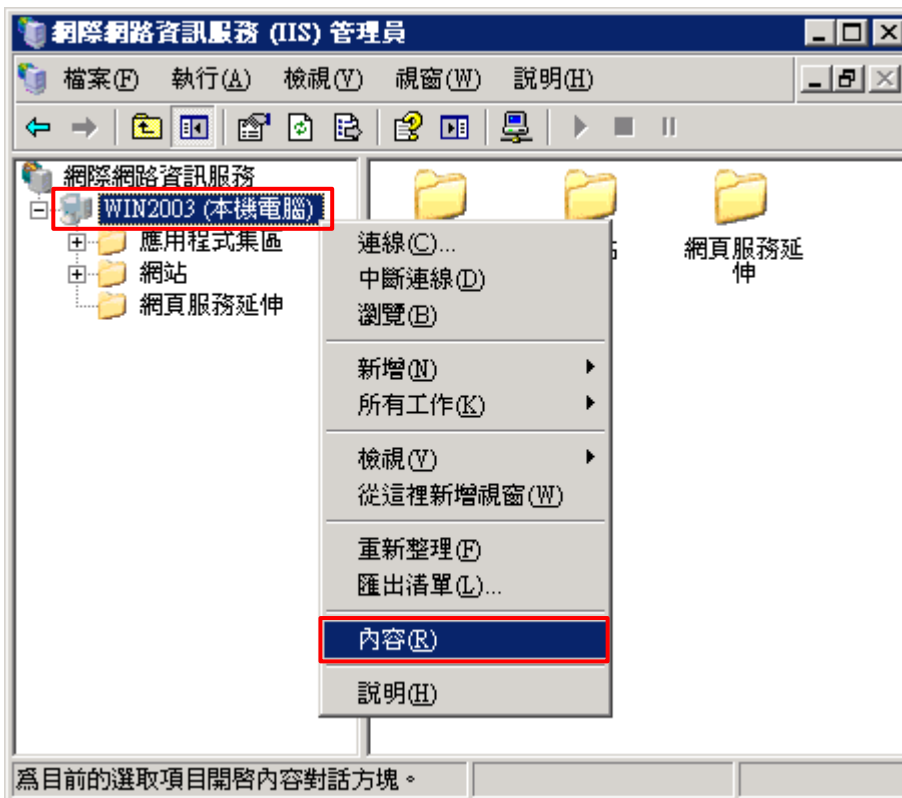 網際網路資訊服務 (IIS) 管理員
檔案(F) 執行(A) 檢視(V) 視窗(W) 說明(H)
網際網路資訊服務
WIN2003 (本機電腦)
應用程式集區
網站
網頁服務延伸
連線(C)...
中斷連線(D)
瀏覽(B)
新增(N)
所有工作(K)
檢視(V)
從這裡新增視窗(W)
重新整理(F)
匯出清單(L)...
內容(R)
說明(H)
網頁服務延
伸
為目前的選取項目開啟內容對話方塊。